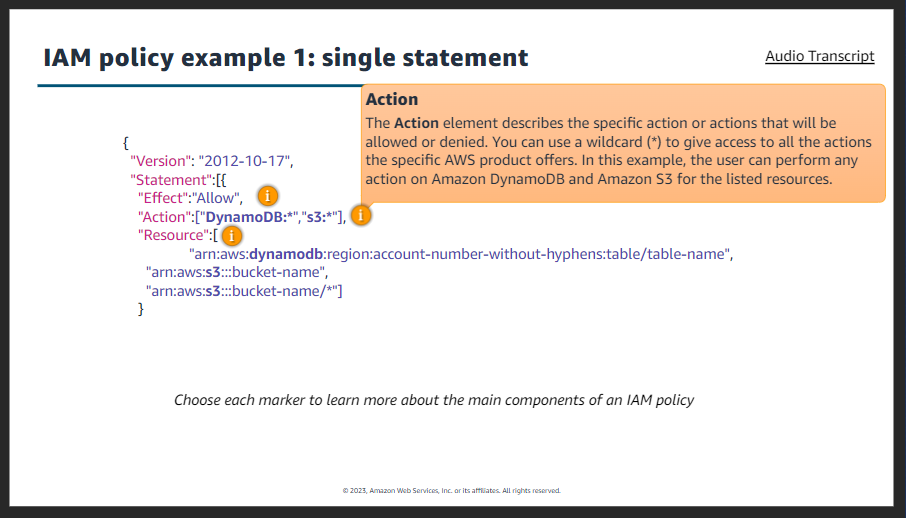 IAM policy example 1: single statement
Audio Transcript
Action
The Action element describes the specific action or actions that will be
allowed or denied. You can use a wildcard (*) to give access to all the actions
the specific AWS product offers. In this example, the user can perform any
action on Amazon DynamoDB and Amazon S3 for the listed resources.
{
"Version": "2012-10-17",
"Statement":[{
"Effect":"Allow",
"Action":["DynamoDB:*","s3:*"],
"Resource":[
"arn:aws:dynamodb:region:account-number-without-hyphens:table/table-name",
"arn:aws:s3:::bucket-name",
"arn:aws:s3:::bucket-name/*"]
}
Choose each marker to learn more about the main components of an IAM policy
© 2023, Amazon Web Services, Inc. or its affiliates. All rights reserved.